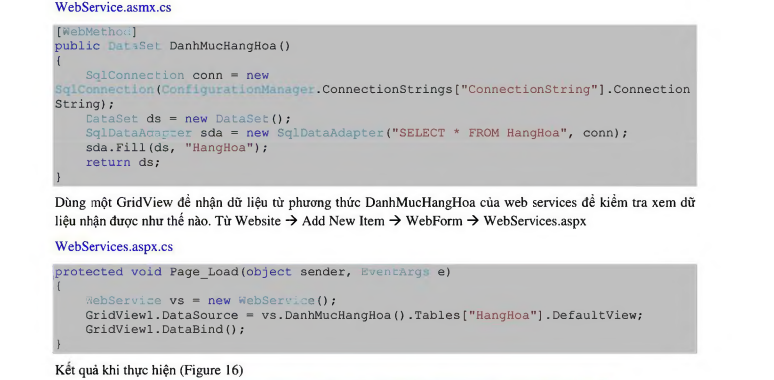 WebService.asmx.cs
[WebMethod]
public DataSet DanhMucHangHoa()
{
SqlConnection conn = new
SqlConnection(ConfigurationManager.ConnectionStrings["ConnectionString"].Connection
String);
DataSet ds = new DataSet();
SqlDataAdapter sda = new SqlDataAdapter("SELECT * FROM HangHoa", conn);
sda.Fill(ds, "HangHoa");
return ds;
}
Dùng một GridView để nhận dữ liệu từ phương thức DanhMucHangHoa của web services để kiểm tra xem dữ
liệu nhận được như thế nào. Từ Website → Add New Item → WebForm → WebServices.aspx
WebServices.aspx.cs
protected void Page_Load(object sender, EventArgs e)
{
WebService vs = new WebService();
GridView1.DataSource = vs.DanhMucHangHoa().Tables["HangHoa"].DefaultView;
GridView1.DataBind();
}
Kết quả khi thực hiện (Figure 16)